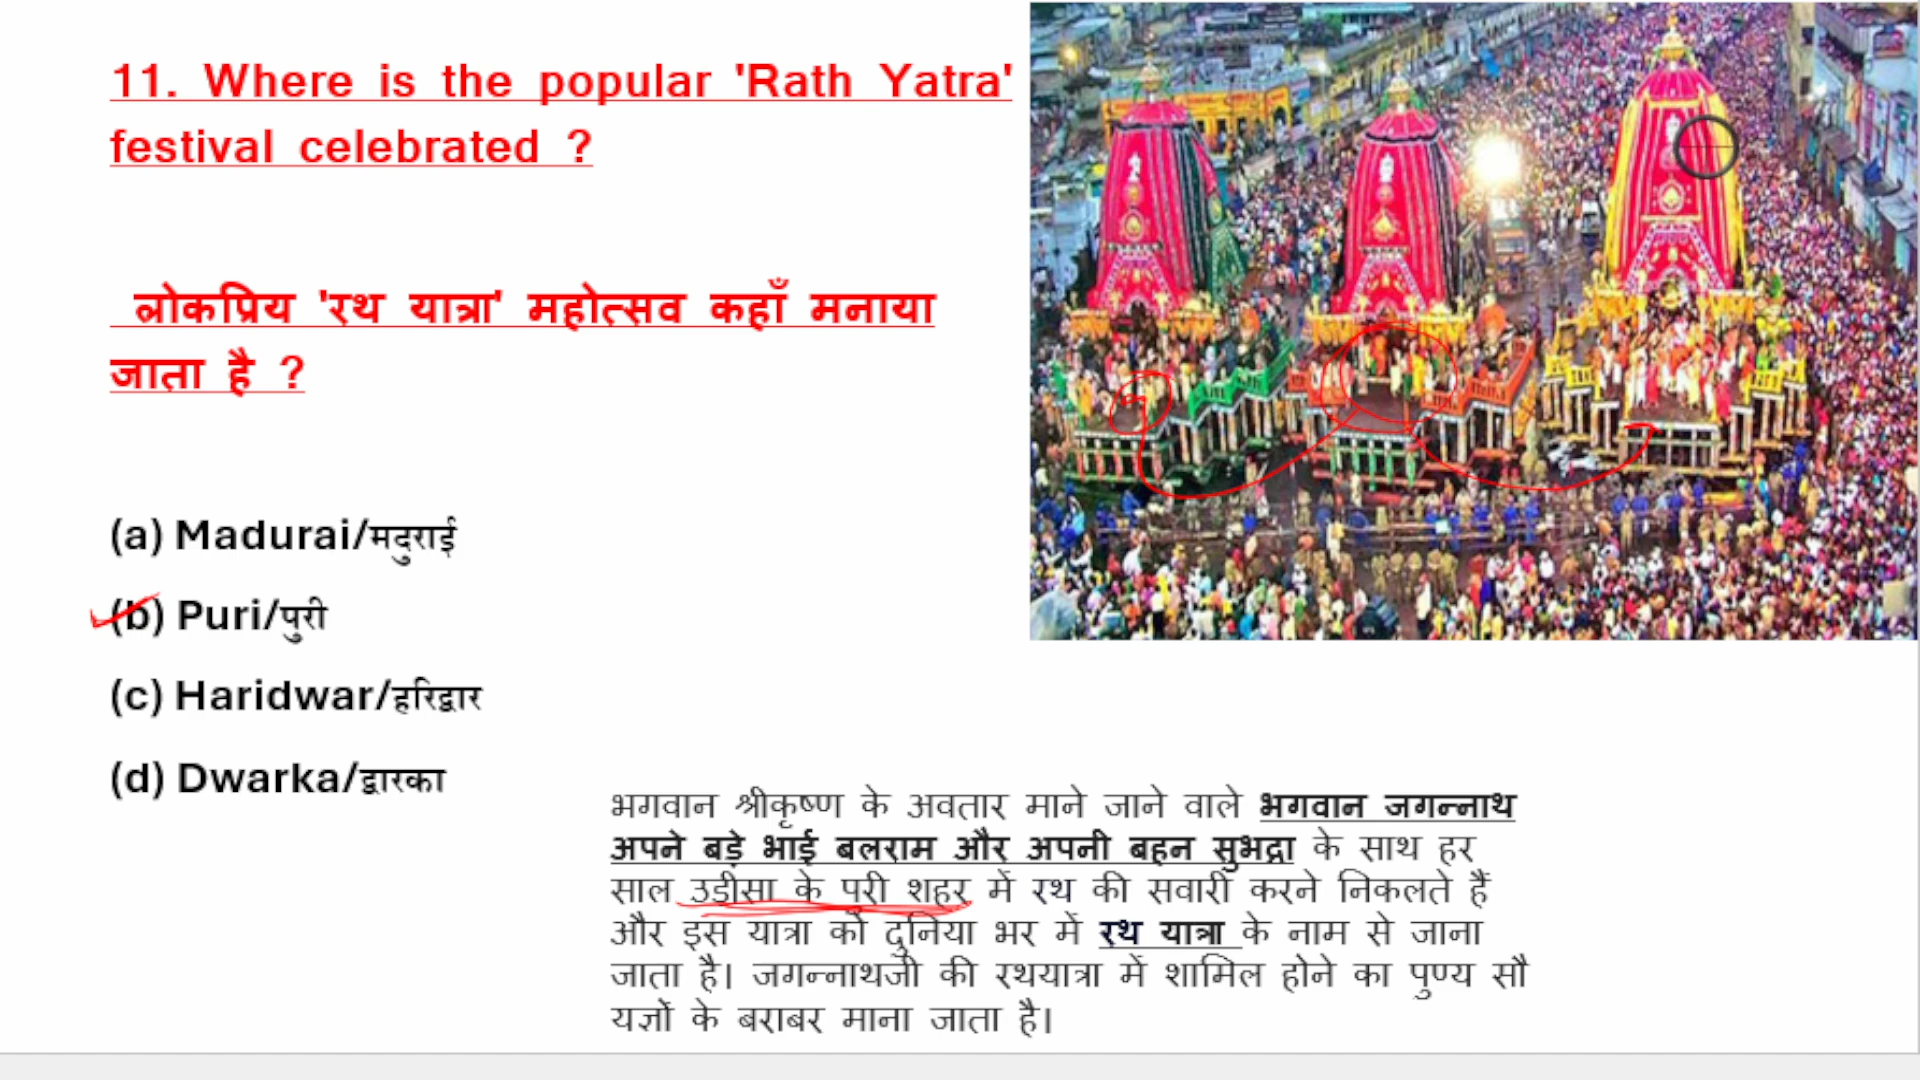 11. Where is the popular 'Rath Yatra'
festival celebrated ?
लोकप्रिय 'रथ यात्रा' महोत्सव कहाँ मनाया
जाता है ?
(a) Madurai/मदुराई
(b) Puri/पुरी
(c) Haridwar/हरिद्वार
(d) Dwarka/द्वारका
भगवान श्रीकृष्ण के अवतार माने जाने वाले भगवान जगन्नाथ
अपने बड़े भाई बलराम और अपनी बहन सुभद्रा के साथ हर
साल उड़ीसा के पुरी शहर में रथ की सवारी करने निकलते हैं
और इस यात्रा को दुनिया भर में रथ यात्रा के नाम से जाना
जाता है। जगन्नाथजी की रथयात्रा में शामिल होने का पुण्य सौ
यज्ञों के बराबर माना जाता है।